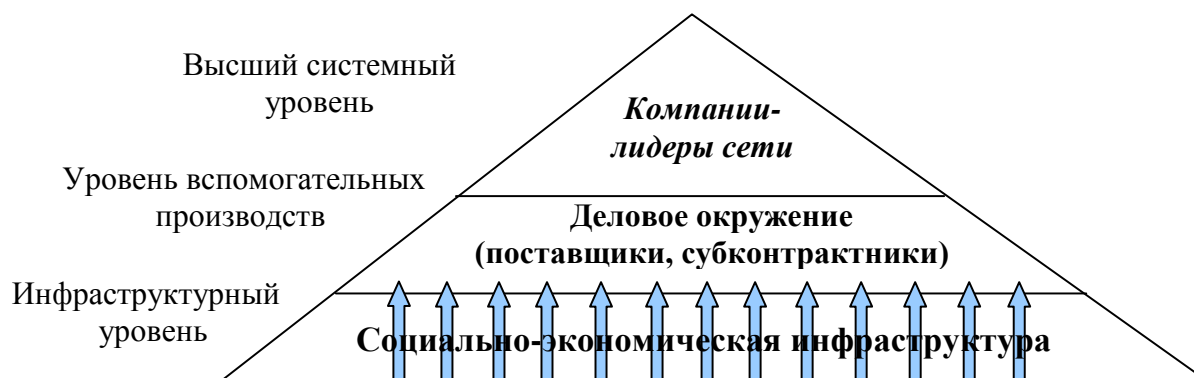 Высший системный
уровень
Компании-
лидеры сети
Уровень вспомогательных
производств
Деловое окружение
(поставщики, субконтрактники)
Инфраструктурный
уровень
Социально-экономическая инфраструктура